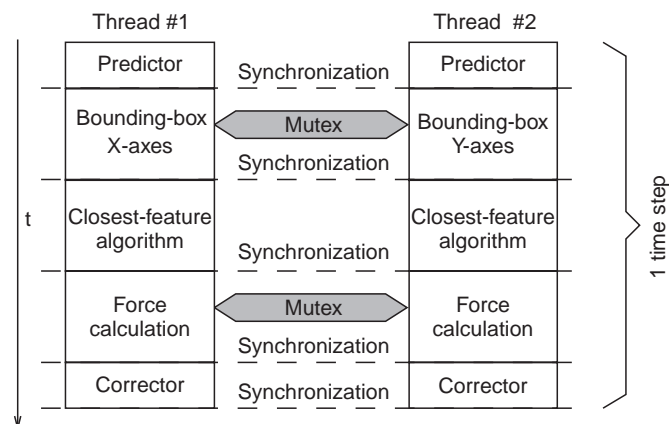 Thread #1
Thread #2
Predictor
Synchronization
Predictor
Bounding-box
X-axes
Mutex
Bounding-box
Y-axes
Synchronization
t
Closest-feature
algorithm
Closest-feature
algorithm
Synchronization
Force
calculation
Mutex
Force
calculation
Synchronization
Corrector
Synchronization
Corrector
1 time step